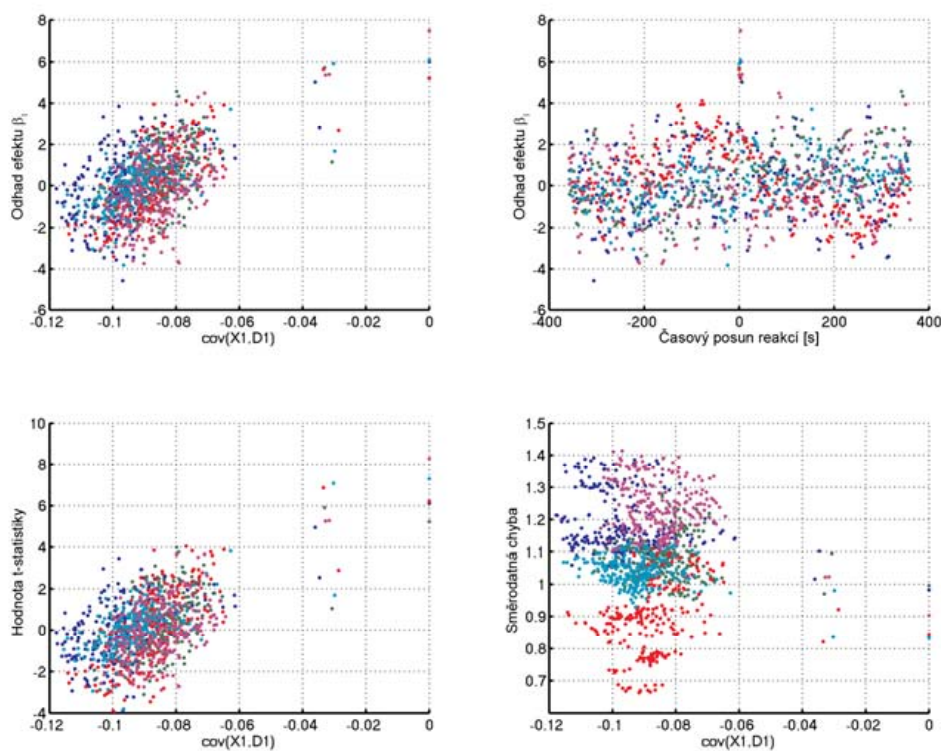 8
6
4
2
0
-2
-4
-6
Odhad efektu βi
-0.12 -0.1 -0.08 -0.06 -0.04 -0.02 0
cov(X1.D1)
8
6
4
2
0
-2
-4
-6
Odhad efektu βi
-400 -200 0 200 400
Časový posun reakcí [s]
10
8
6
4
2
0
-2
-4
Hodnota t-statistiky
-0.12 -0.1 -0.08 -0.06 -0.04 -0.02 0
cov(X1.D1)
1.5
1.4
1.3
1.2
1.1
1
0.9
0.8
0.7
Směrodatná chyba
-0.12 -0.1 -0.08 -0.06 -0.04 -0.02 0
cov(X1.D1)